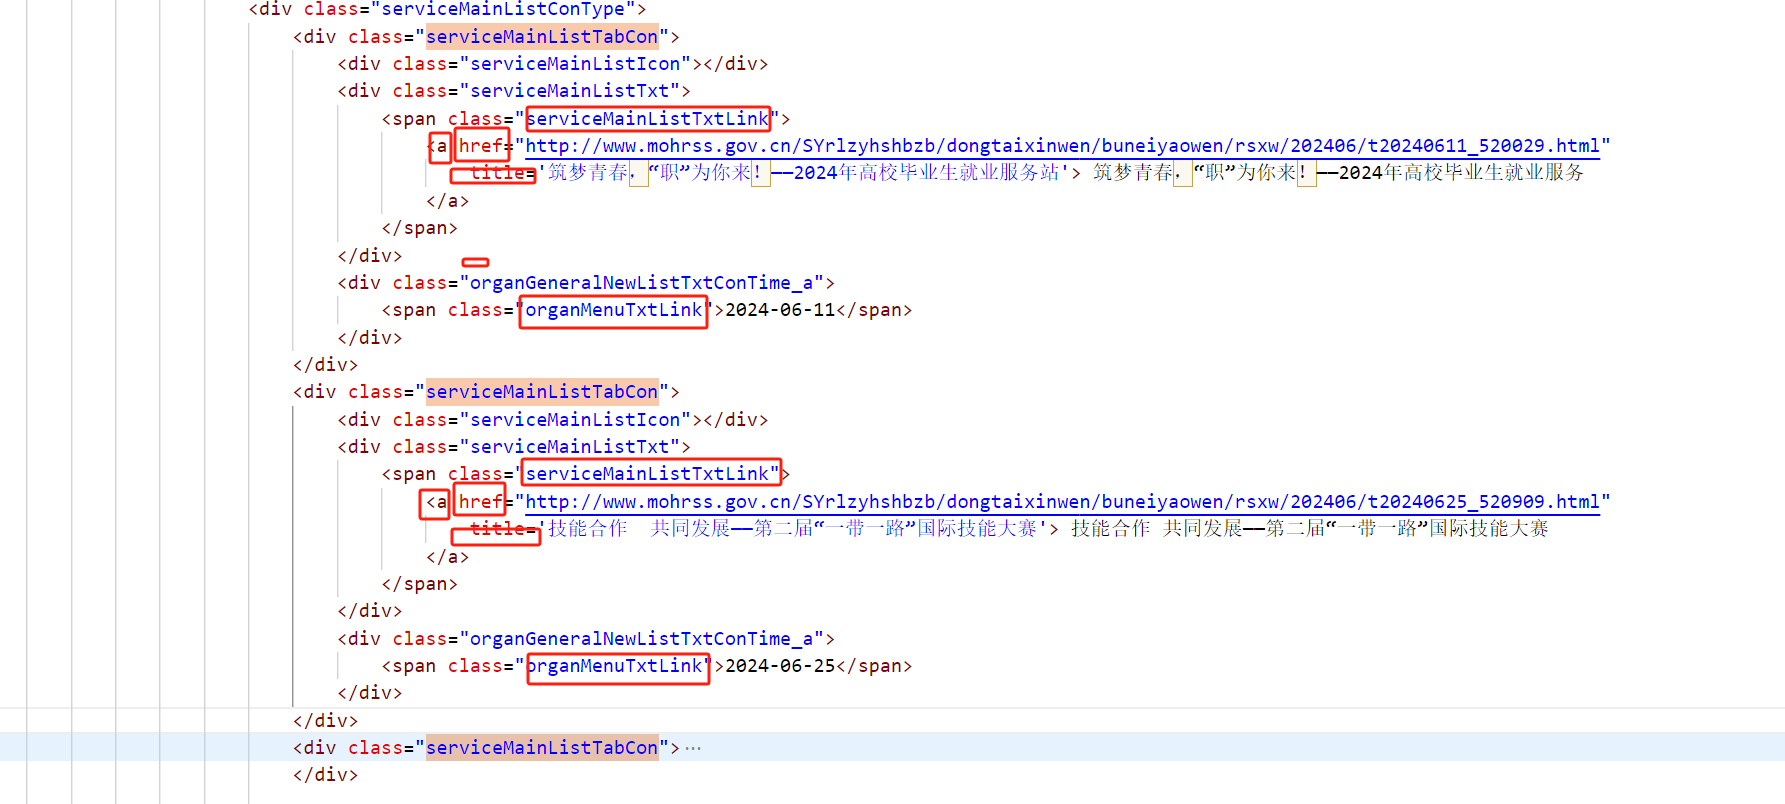 <div class="serviceMainListConType">
<div class="serviceMainListTabCon">
<div class="serviceMainListIcon"></div>
<div class="serviceMainListTxt">
<span class="serviceMainListTxtLink">
<a href="http://www.mohrss.gov.cn/SYrlzyhshbzb/dongtaixinwen/buneiyaowen/rsxw/202406/t20240611_520029.html"
title='筑梦青春，“职”为你来！——2024年高校毕业生就业服务站'> 筑梦青春，“职”为你来！——2024年高校毕业生就业服务
</a>
</span>
</div>
<div class="organGeneralNewListTxtConTime_a">
<span class="organMenuTxtLink">2024-06-11</span>
</div>
</div>
<div class="serviceMainListTabCon">
<div class="serviceMainListIcon"></div>
<div class="serviceMainListTxt">
<span class="serviceMainListTxtLink">
<a href="http://www.mohrss.gov.cn/SYrlzyhshbzb/dongtaixinwen/buneiyaowen/rsxw/202406/t20240625_520909.html"
title='技能合作  共同发展——第二届“一带一路”国际技能大赛'> 技能合作 共同发展——第二届“一带一路”国际技能大赛
</a>
</span>
</div>
<div class="organGeneralNewListTxtConTime_a">
<span class="organMenuTxtLink">2024-06-25</span>
</div>
</div>
<div class="serviceMainListTabCon">···
</div>